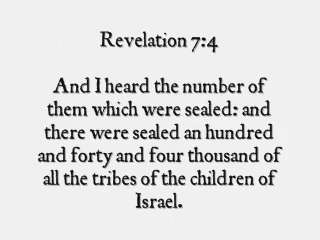 Revelation 7:4
And I heard the number of
them which were sealed: and
there were sealed an hundred
and forty and four thousand of
all the tribes of the children of
Israel.